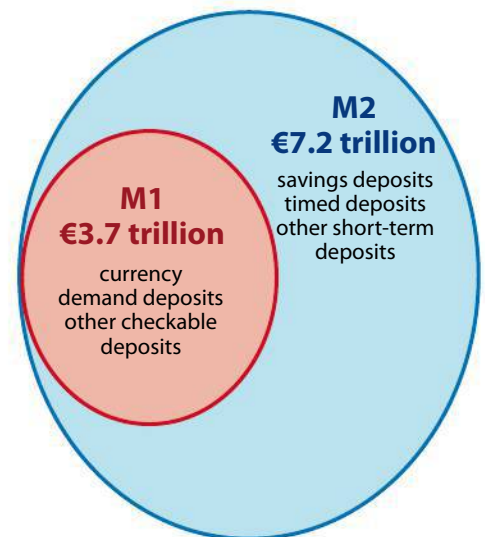 M2
€7.2 trillion
savings deposits
timed deposits
other short-term
deposits
M1
€3.7 trillion
currency
demand deposits
other checkable
deposits